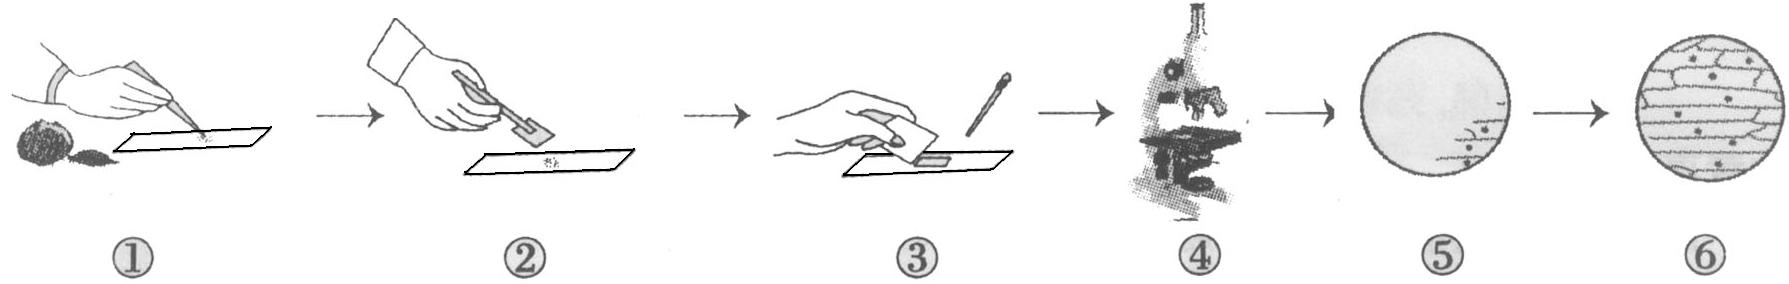 ① ② ③ ④ ⑤ ⑥